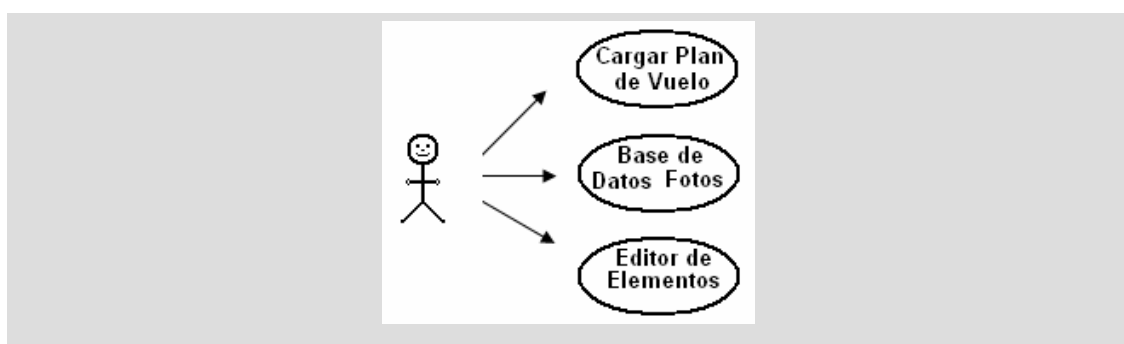 Cargar Plan
de Vuelo
Base de
Datos Fotos
Editor de
Elementos